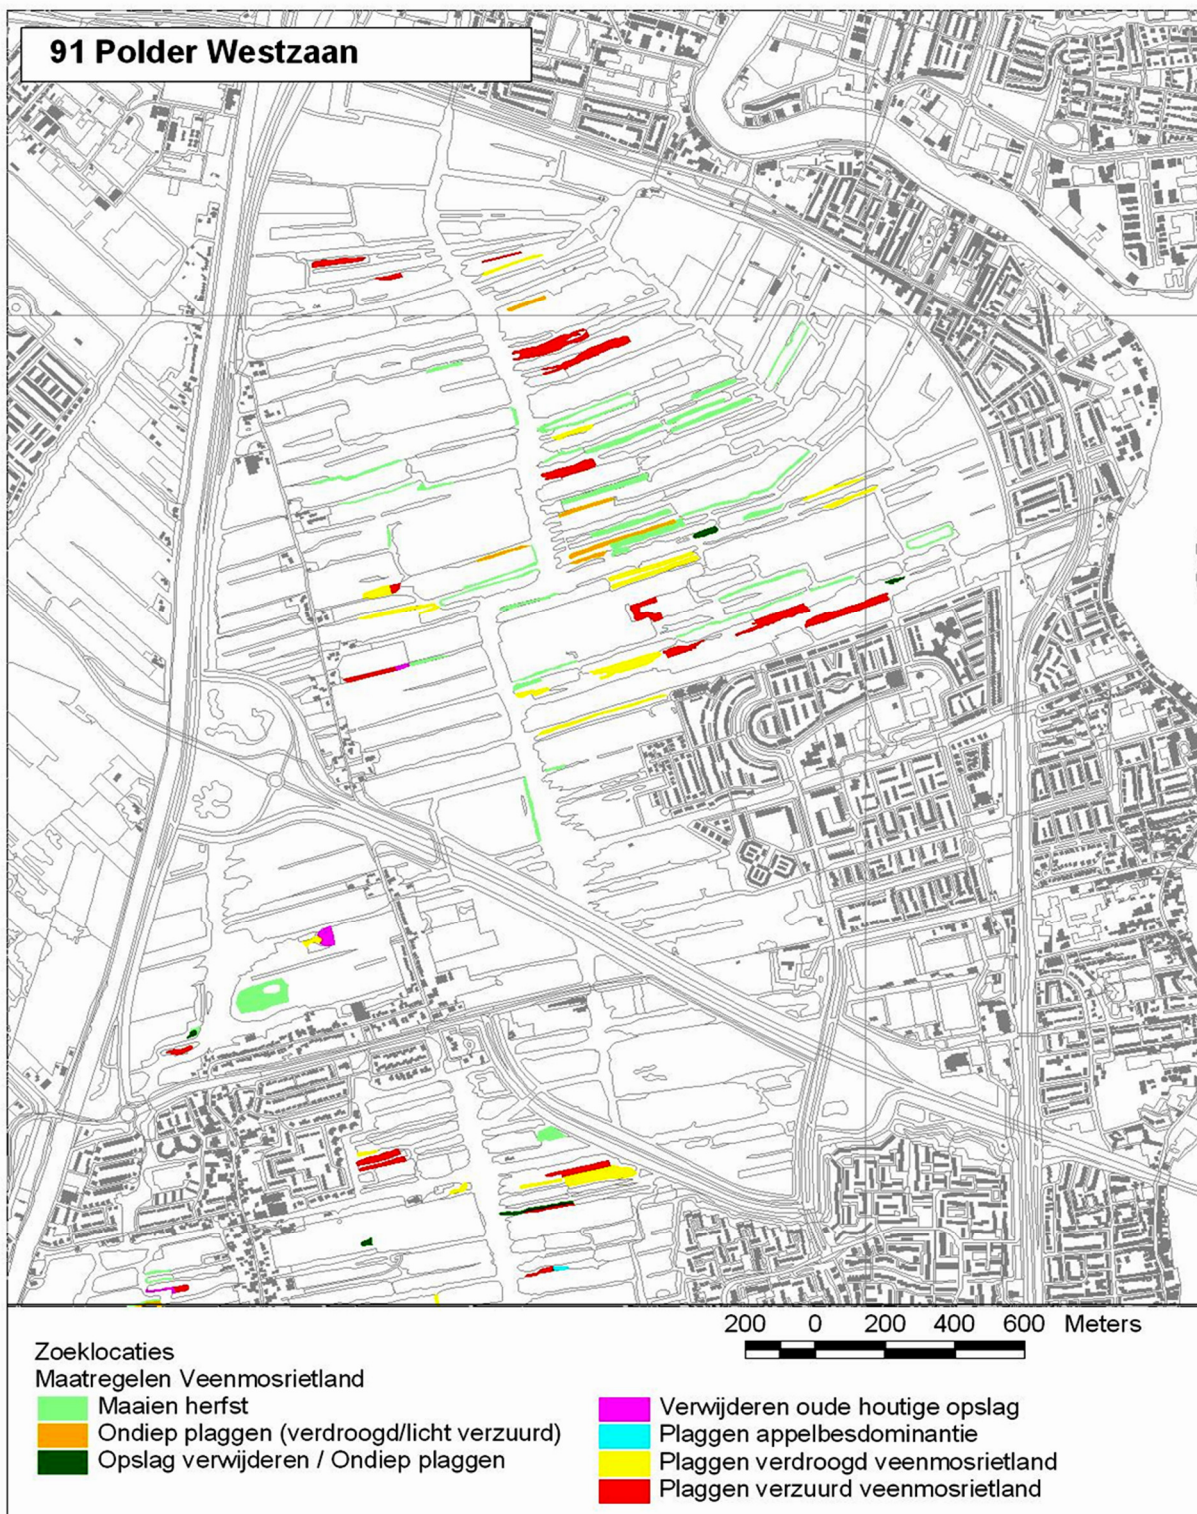 91 Polder Westzaan
200 0 200 400 600 Meters
Zoeklocaties
Maatregelen Veenmosrietland
Maaien herfst
Ondiep plaggen (verdroogd/licht verzuurd)
Opslag verwijderen / Ondiep plaggen
Verwijderen oude houtige opslag
Plaggen appelbesdominantie
Plaggen verdroogd veenmosrietland
Plaggen verzuurd veenmosrietland